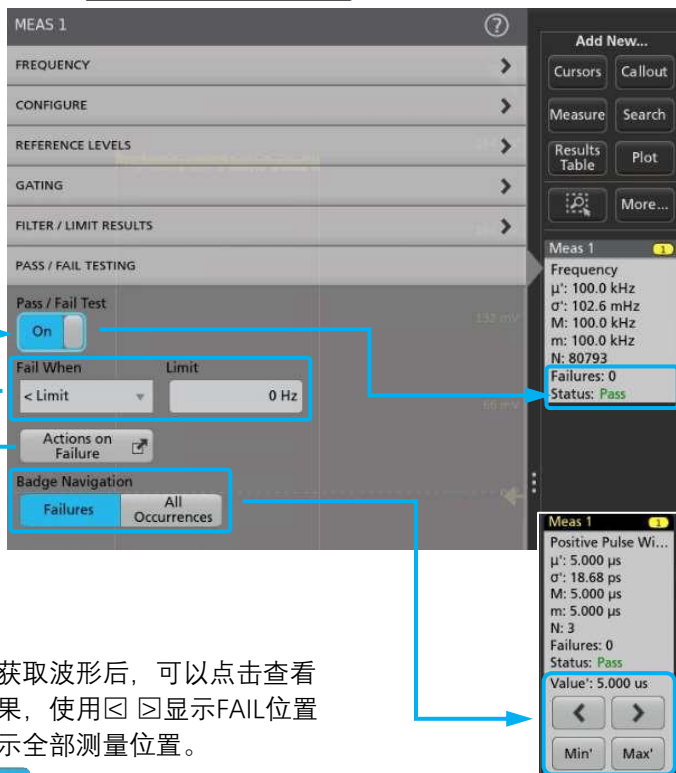 MEAS 1
?
FREQUENCY
CONFIGURE
REFERENCE LEVELS
GATING
FILTER / LIMIT RESULTS
PASS / FAIL TESTING
Pass / Fail Test
On
Fail When
Limit
< Limit
0 Hz
Actions on
Failure
Badge Navigation
Failures
All
Occurrences
132 mV
66 mV
Add New...
Cursors
Callout
Measure
Search
Results
Table
Plot
More...
Meas 1
1
Frequency
µ': 100.0 kHz
σ': 102.6 mHz
M: 100.0 kHz
m: 100.0 kHz
N: 80793
Failures: 0
Status: Pass
Meas 1
1
Positive Pulse Wi...
µ': 5.000 µs
σ': 18.68 ps
M: 5.000 µs
m: 5.000 µs
N: 3
Failures: 0
Status: Pass
Value': 5.000 us
< >
Min'
Max'
获取波形后，可以点击查看
果，使用< >显示FAIL位置
示全部测量位置。